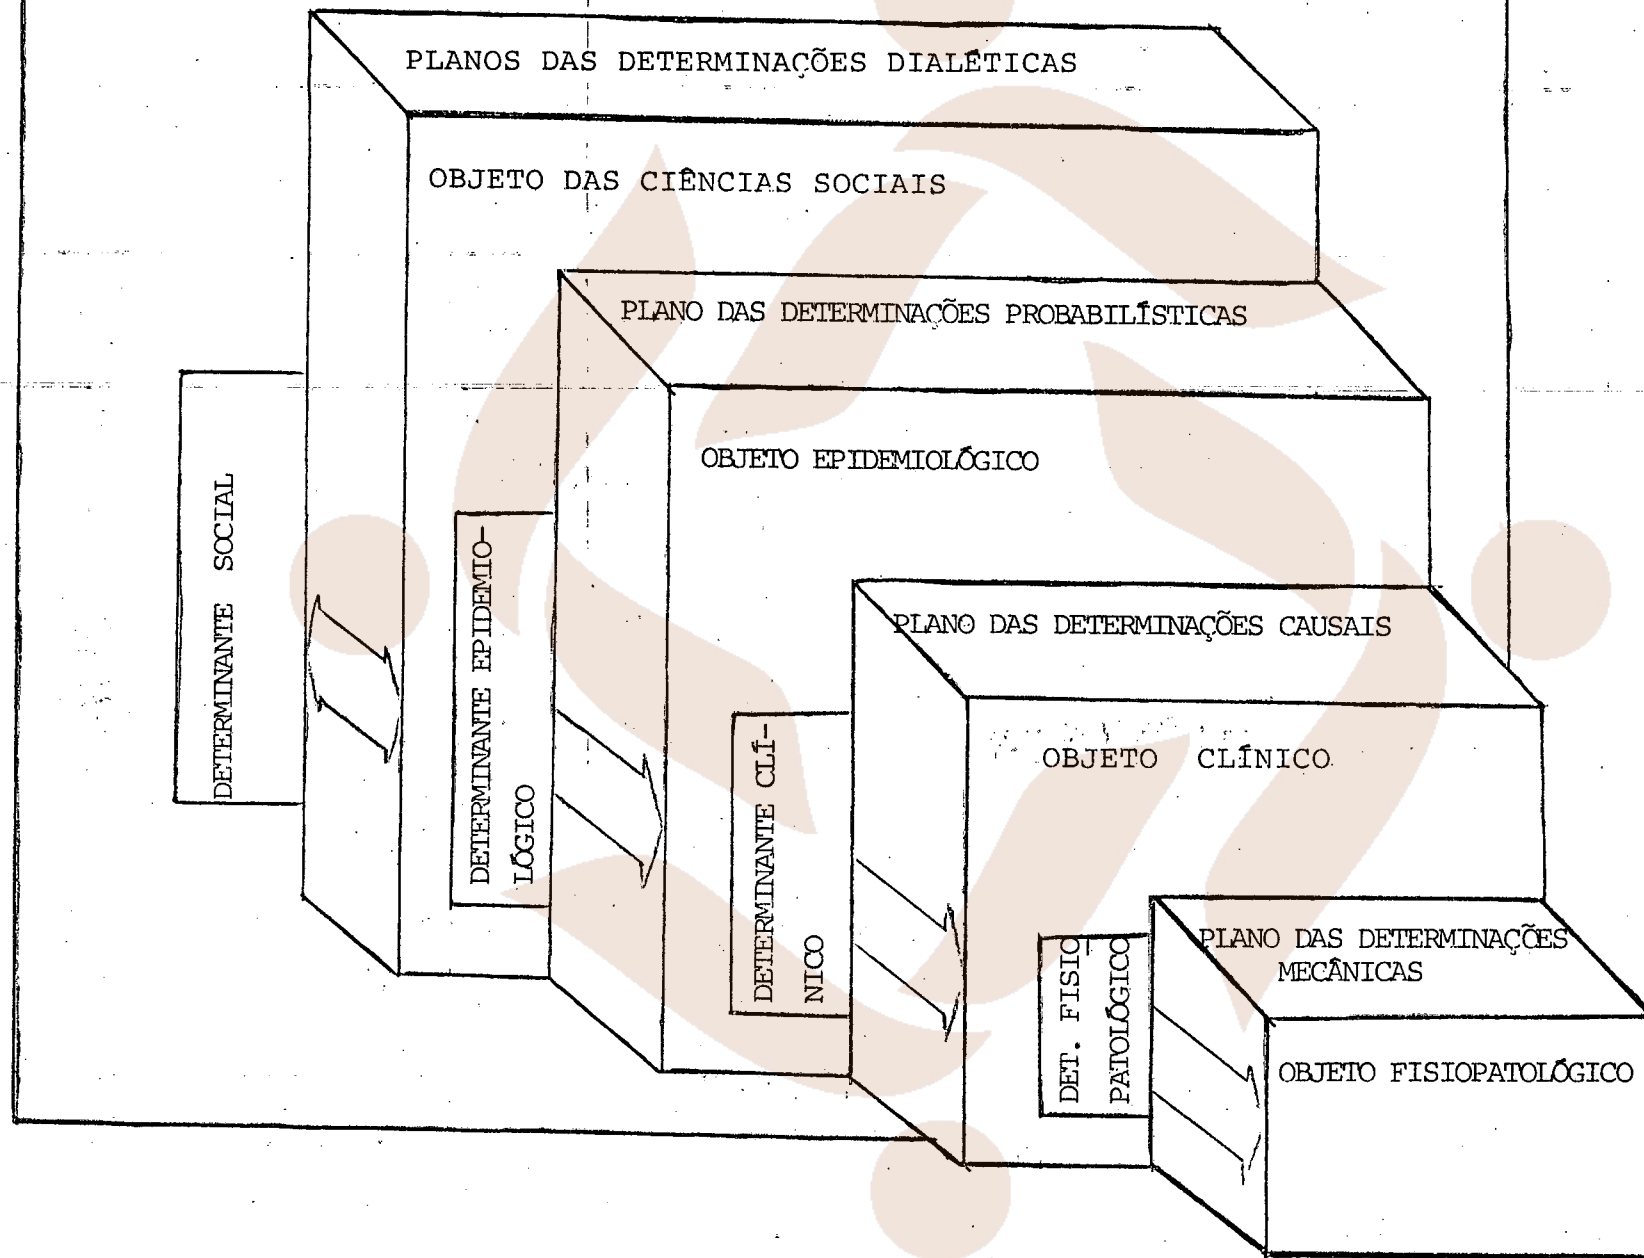 PLANOS DAS DETERMINAÇÕES DIALÉTICAS
OBJETO DAS CIÊNCIAS SOCIAIS
PLANO DAS DETERMINAÇÕES PROBABILÍSTICAS
OBJETO EPIDEMIOLÓGICO
DETERMINANTE SOCIAL
DETERMINANTE EPIDEMIO-
LÓGICO
PLANO DAS DETERMINAÇÕES CAUSAIS
OBJETO CLÍNICO
DETERMINANTE CLÍ-
NICO
PLANO DAS DETERMINAÇÕES
MECÂNICAS
DET. FISIO
PATOLÓGICO
OBJETO FISIOPATOLÓGICO